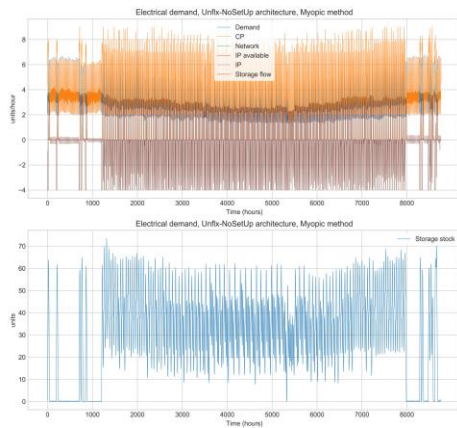 Electrical demand, Unflx-NoSetUp architecture, Myopic method
Demand
CP
Network
IP available
IP
Storage flow
units/hour
8
6
4
2
0
−2
−4
0
1000
2000
3000
4000
5000
6000
7000
8000
Time (hours)
Electrical demand, Unflx-NoSetUp architecture, Myopic method
Storage stock
units
70
60
50
40
30
20
10
0
0
1000
2000
3000
4000
5000
6000
7000
8000
Time (hours)